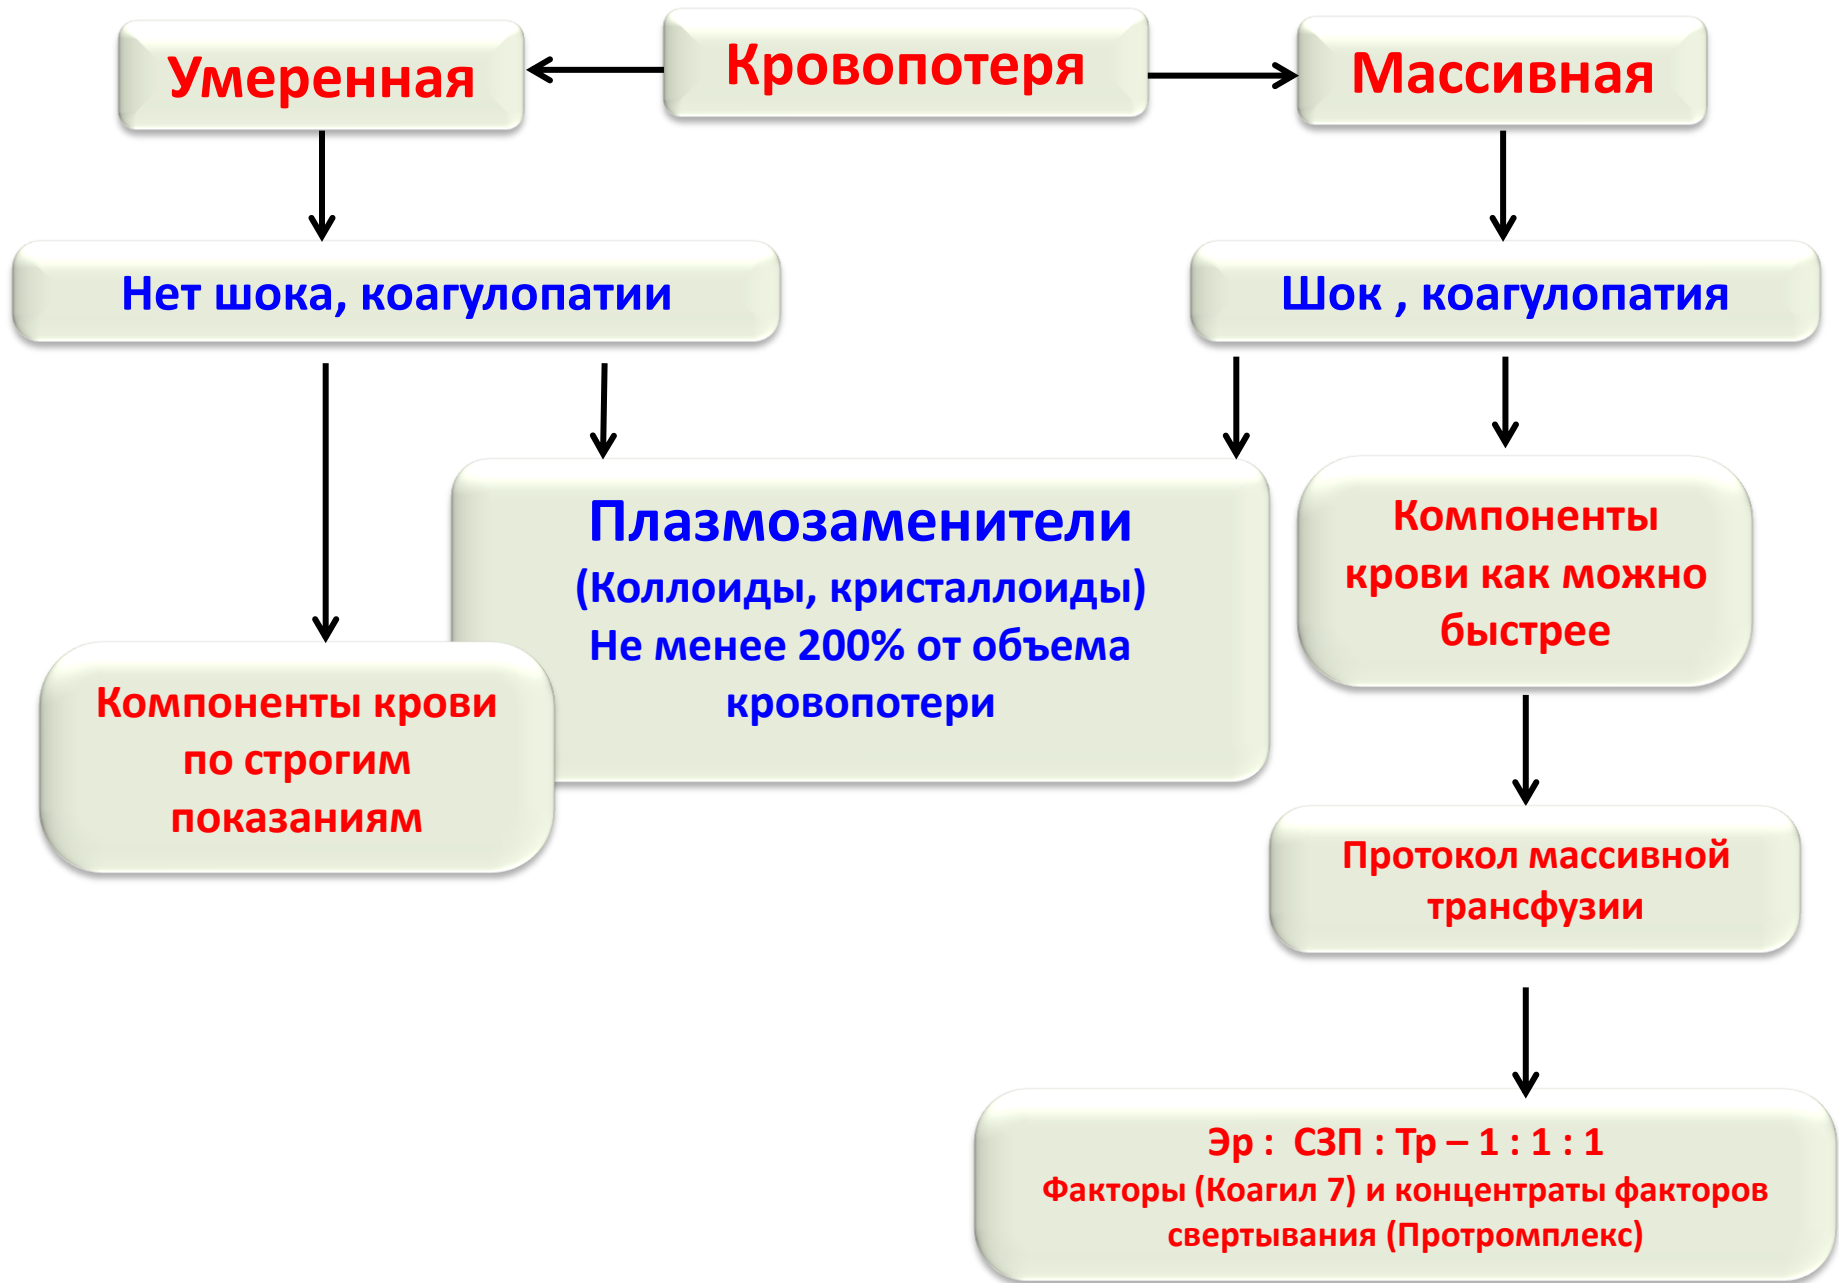 Кровопотеря
Умеренная
Массивная
Нет шока, коагулопатии
Шок , коагулопатия
Плазмозаменители
(Коллоиды, кристаллоиды)
Не менее 200% от объема
кровопотери
Компоненты
крови как можно
быстрее
Компоненты крови
по строгим
показаниям
Протокол массивной
трансфузии
Эр : СЗП : Тр – 1 : 1 : 1
Факторы (Коагил 7) и концентраты факторов
свертывания (Протромплекс)